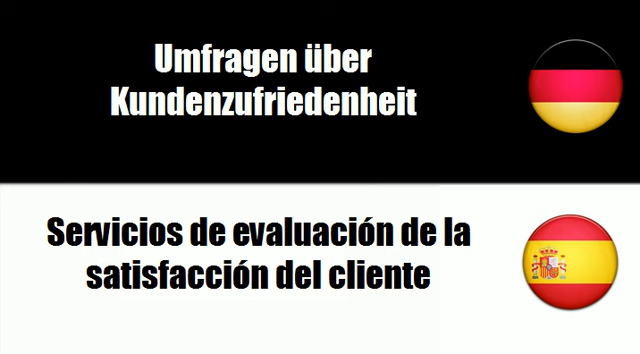 Umfragen über
Kundenzufriedenheit
Servicios de evaluación de la
satisfacción del cliente